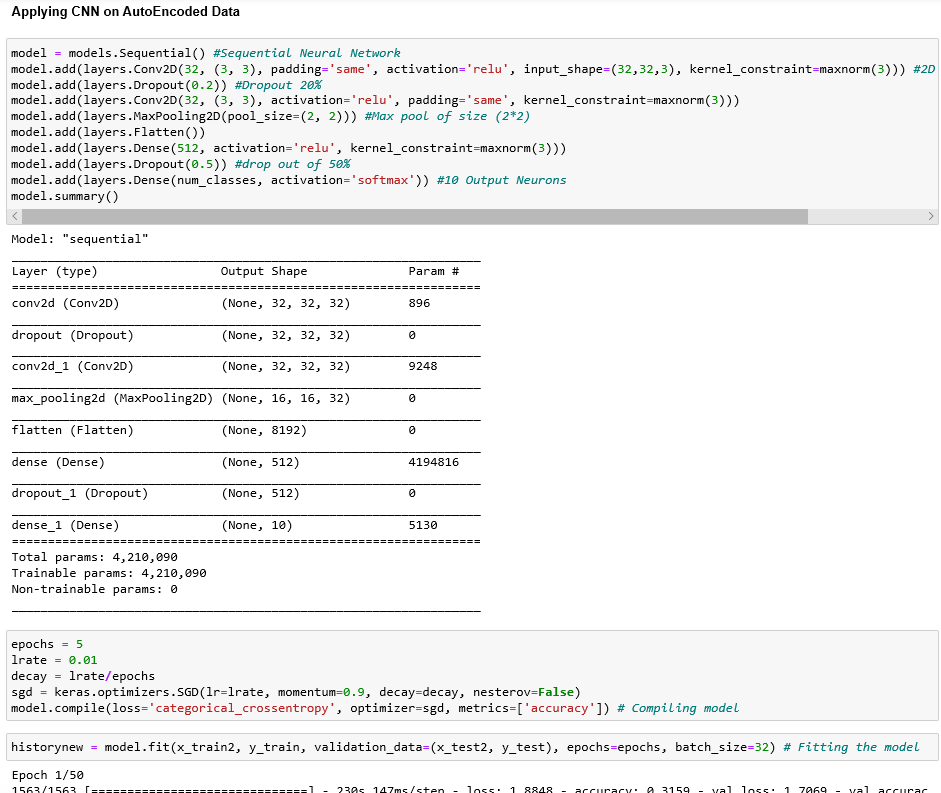 Applying CNN on AutoEncoded Data
model = models.Sequential() #Sequential Neural Network
model.add(layers.Conv2D(32, (3, 3), padding='same', activation='relu', input_shape=(32,32,3), kernel_constraint=maxnorm(3))) #2D
model.add(layers.Dropout(0.2)) #Dropout 20%
model.add(layers.Conv2D(32, (3, 3), activation='relu', padding='same', kernel_constraint=maxnorm(3)))
model.add(layers.MaxPooling2D(pool_size=(2, 2))) #Max pool of size (2*2)
model.add(layers.Flatten())
model.add(layers.Dense(512, activation='relu', kernel_constraint=maxnorm(3)))
model.add(layers.Dropout(0.5)) #drop out of 50%
model.add(layers.Dense(num_classes, activation='softmax')) #10 Output Neurons
model.summary()
Model: "sequential"
_________________________________________________________________
Layer (type) Output Shape Param #
=================================================================
conv2d (Conv2D) (None, 32, 32, 32) 896
_________________________________________________________________
dropout (Dropout) (None, 32, 32, 32) 0
_________________________________________________________________
conv2d_1 (Conv2D) (None, 32, 32, 32) 9248
_________________________________________________________________
max_pooling2d (MaxPooling2D) (None, 16, 16, 32) 0
_________________________________________________________________
flatten (Flatten) (None, 8192) 0
_________________________________________________________________
dense (Dense) (None, 512) 4194816
_________________________________________________________________
dropout_1 (Dropout) (None, 512) 0
_________________________________________________________________
dense_1 (Dense) (None, 10) 5130
=================================================================
Total params: 4,210,090
Trainable params: 4,210,090
Non-trainable params: 0
_________________________________________________________________
epochs = 5
lrate = 0.01
decay = lrate/epochs
sgd = keras.optimizers.SGD(lr=lrate, momentum=0.9, decay=decay, nesterov=False)
model.compile(loss='categorical_crossentropy', optimizer=sgd, metrics=['accuracy']) # Compiling model
historynew = model.fit(x_train2, y_train, validation_data=(x_test2, y_test), epochs=epochs, batch_size=32) # Fitting the model
Epoch 1/50
1563/1563 [==============================] - 230s 147ms/step - loss: 1.8848 - accuracy: 0.3159 - val_loss: 1.7069 - val_accurac